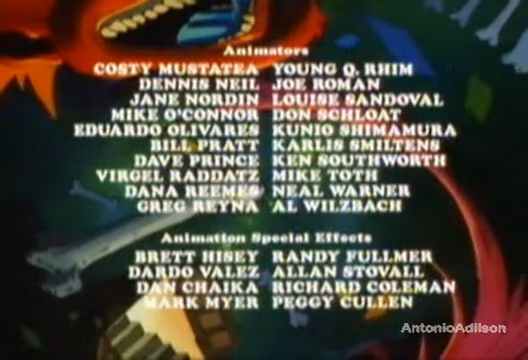 Animators
COSTY MUSTATEA YOUNG Q. RHIM
DENNIS NEIL JOE ROMAN
JANE NORDIN LOUISE SANDOVAL
MIKE O'CONNOR DON SCHLOAT
EDUARDO OLIVARES KUNIO SHIMAMURA
BILL PRATT KARLIS SMILTENS
DAVE PRINCE KEN SOUTHWORTH
VIRGEL RADDATZ MIKE TOTH
DANA REEMES NEAL WARNER
GREG REYNA AL WILZBACH
Animation Special Effects
BRETT HISEY RANDY FULLMER
DARDO VALEZ ALLAN STOVALL
DAN CHAIKA RICHARD COLEMAN
MARK MYER PEGGY CULLEN
AntonioAdilson